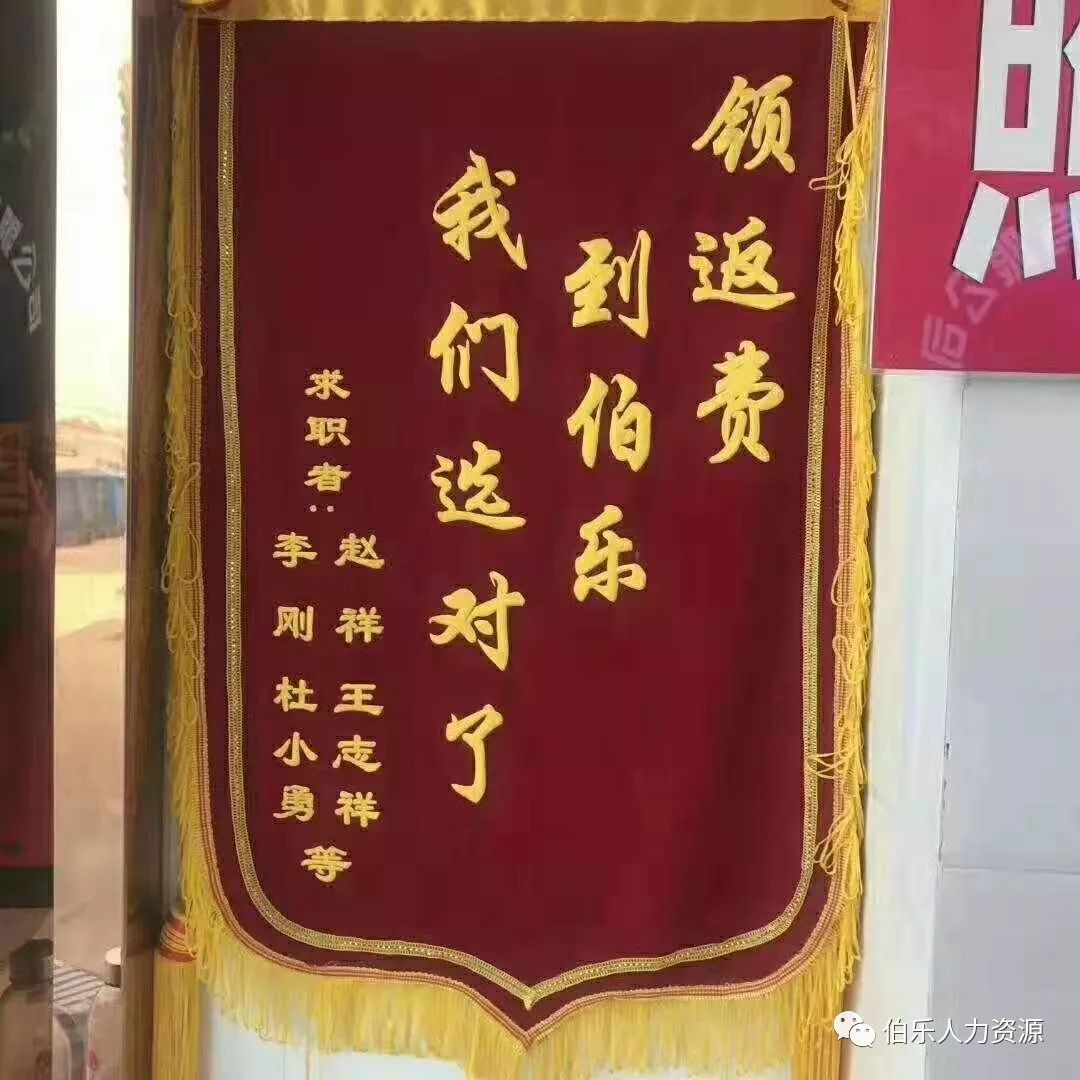 领返费
到伯乐
我们选对了
求职者:
赵祥 王志祥
李刚 杜小勇
等
伯乐人力资源